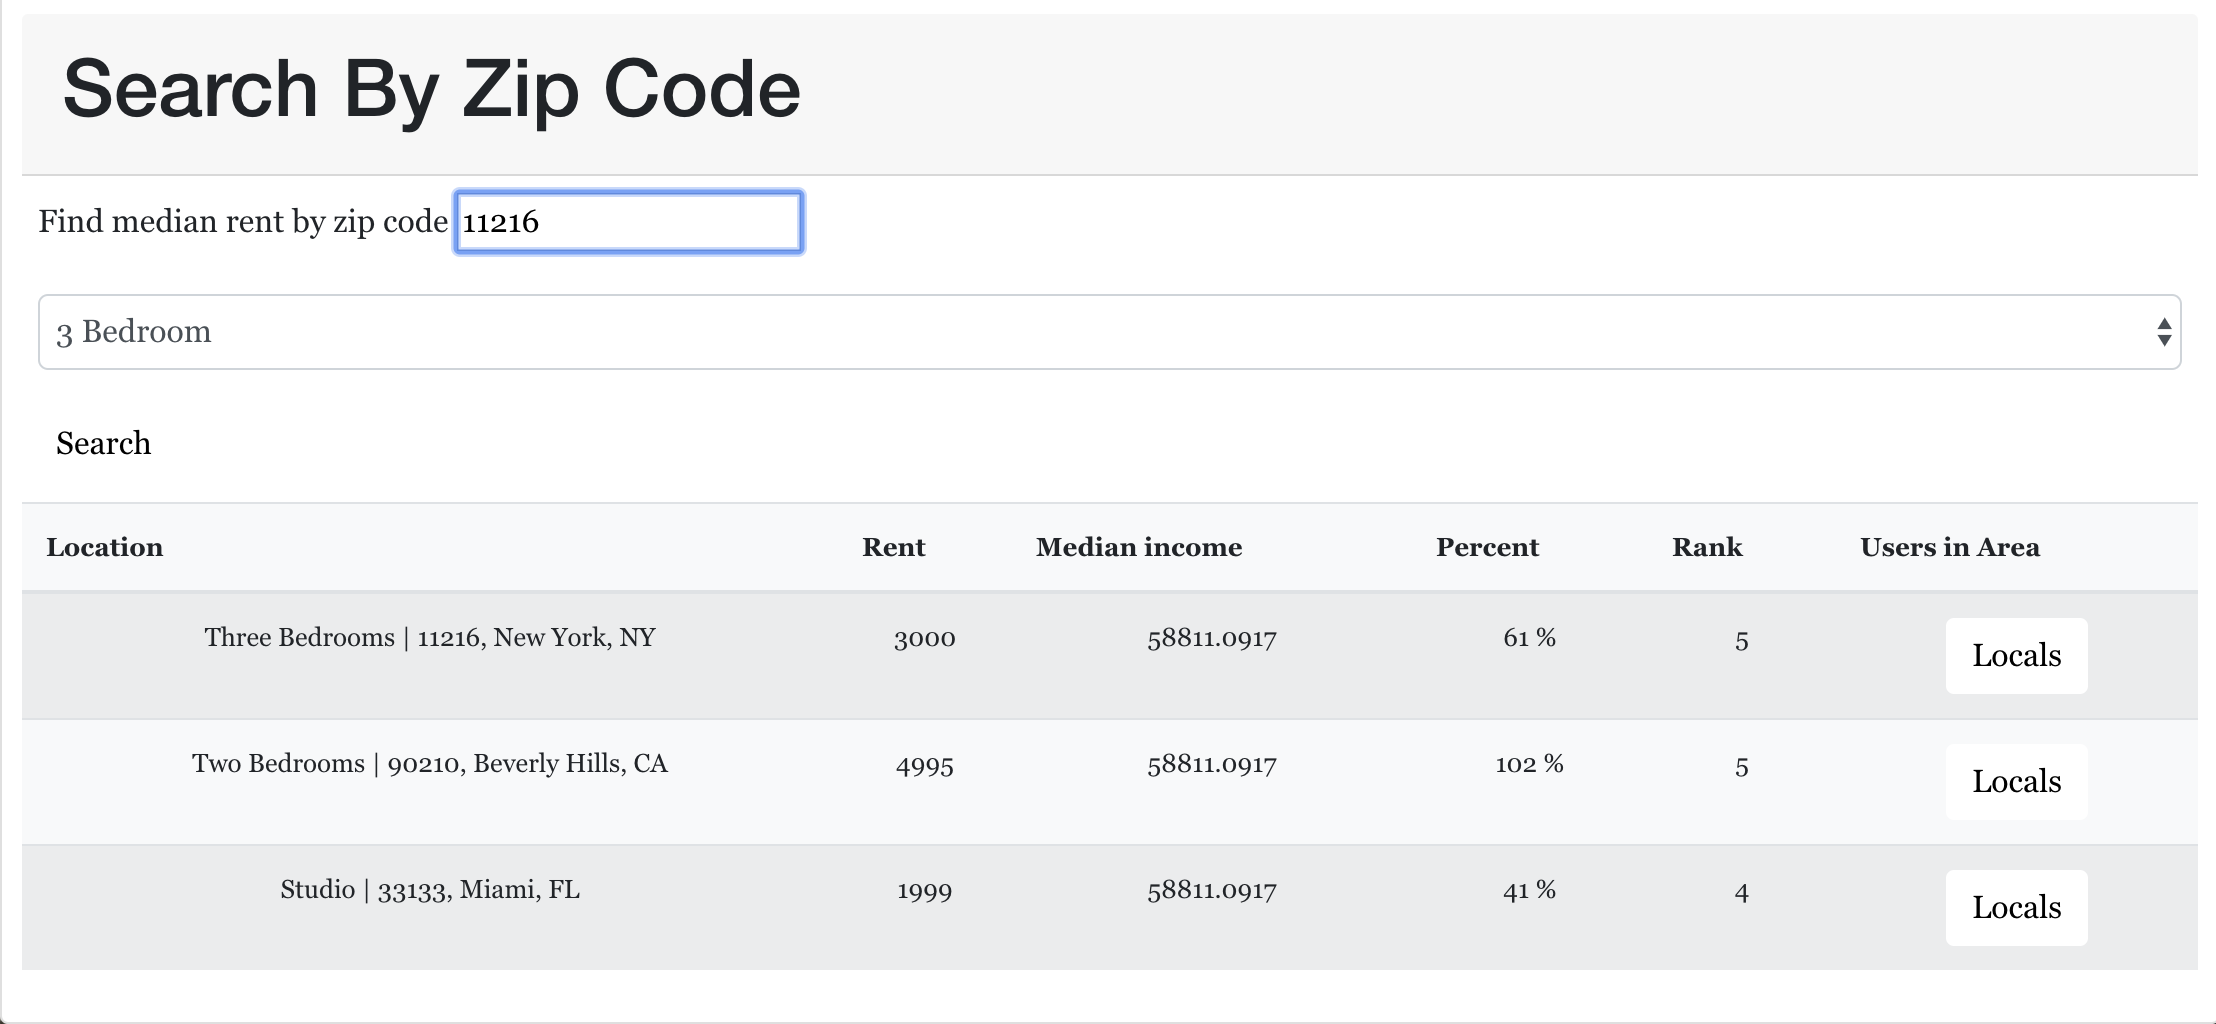 Search By Zip Code
Find median rent by zip code 11216
3 Bedroom
Search
Location Rent Median income Percent Rank Users in Area
Three Bedrooms | 11216, New York, NY 3000 58811.0917 61 % 5 Locals
Two Bedrooms | 90210, Beverly Hills, CA 4995 58811.0917 102 % 5 Locals
Studio | 33133, Miami, FL 1999 58811.0917 41 % 4 Locals